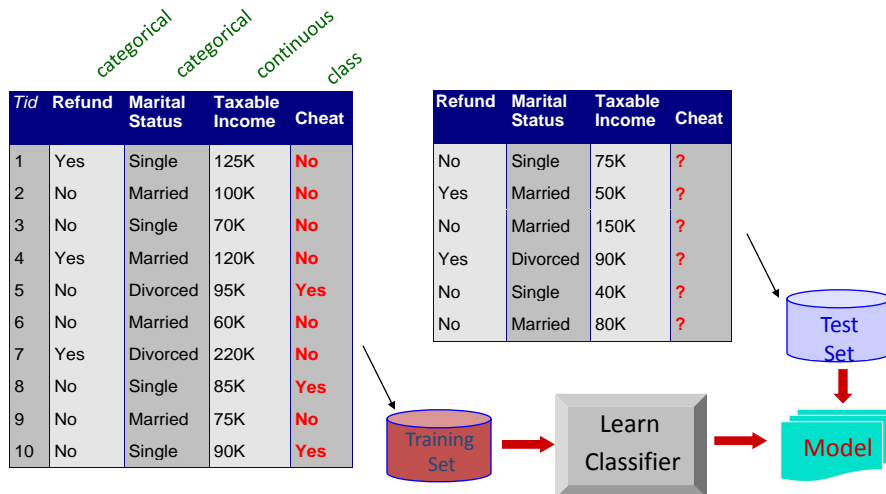 categorical categorical continuous class
Tid Refund Marital Status Taxable Income Cheat
1 Yes Single 125K No
2 No Married 100K No
3 No Single 70K No
4 Yes Married 120K No
5 No Divorced 95K Yes
6 No Married 60K No
7 Yes Divorced 220K No
8 No Single 85K Yes
9 No Married 75K No
10 No Single 90K Yes
Refund Marital Status Taxable Income Cheat
No Single 75K ?
Yes Married 50K ?
No Married 150K ?
Yes Divorced 90K ?
No Single 40K ?
No Married 80K ?
Test
Set
Training
Set
Learn
Classifier
Model